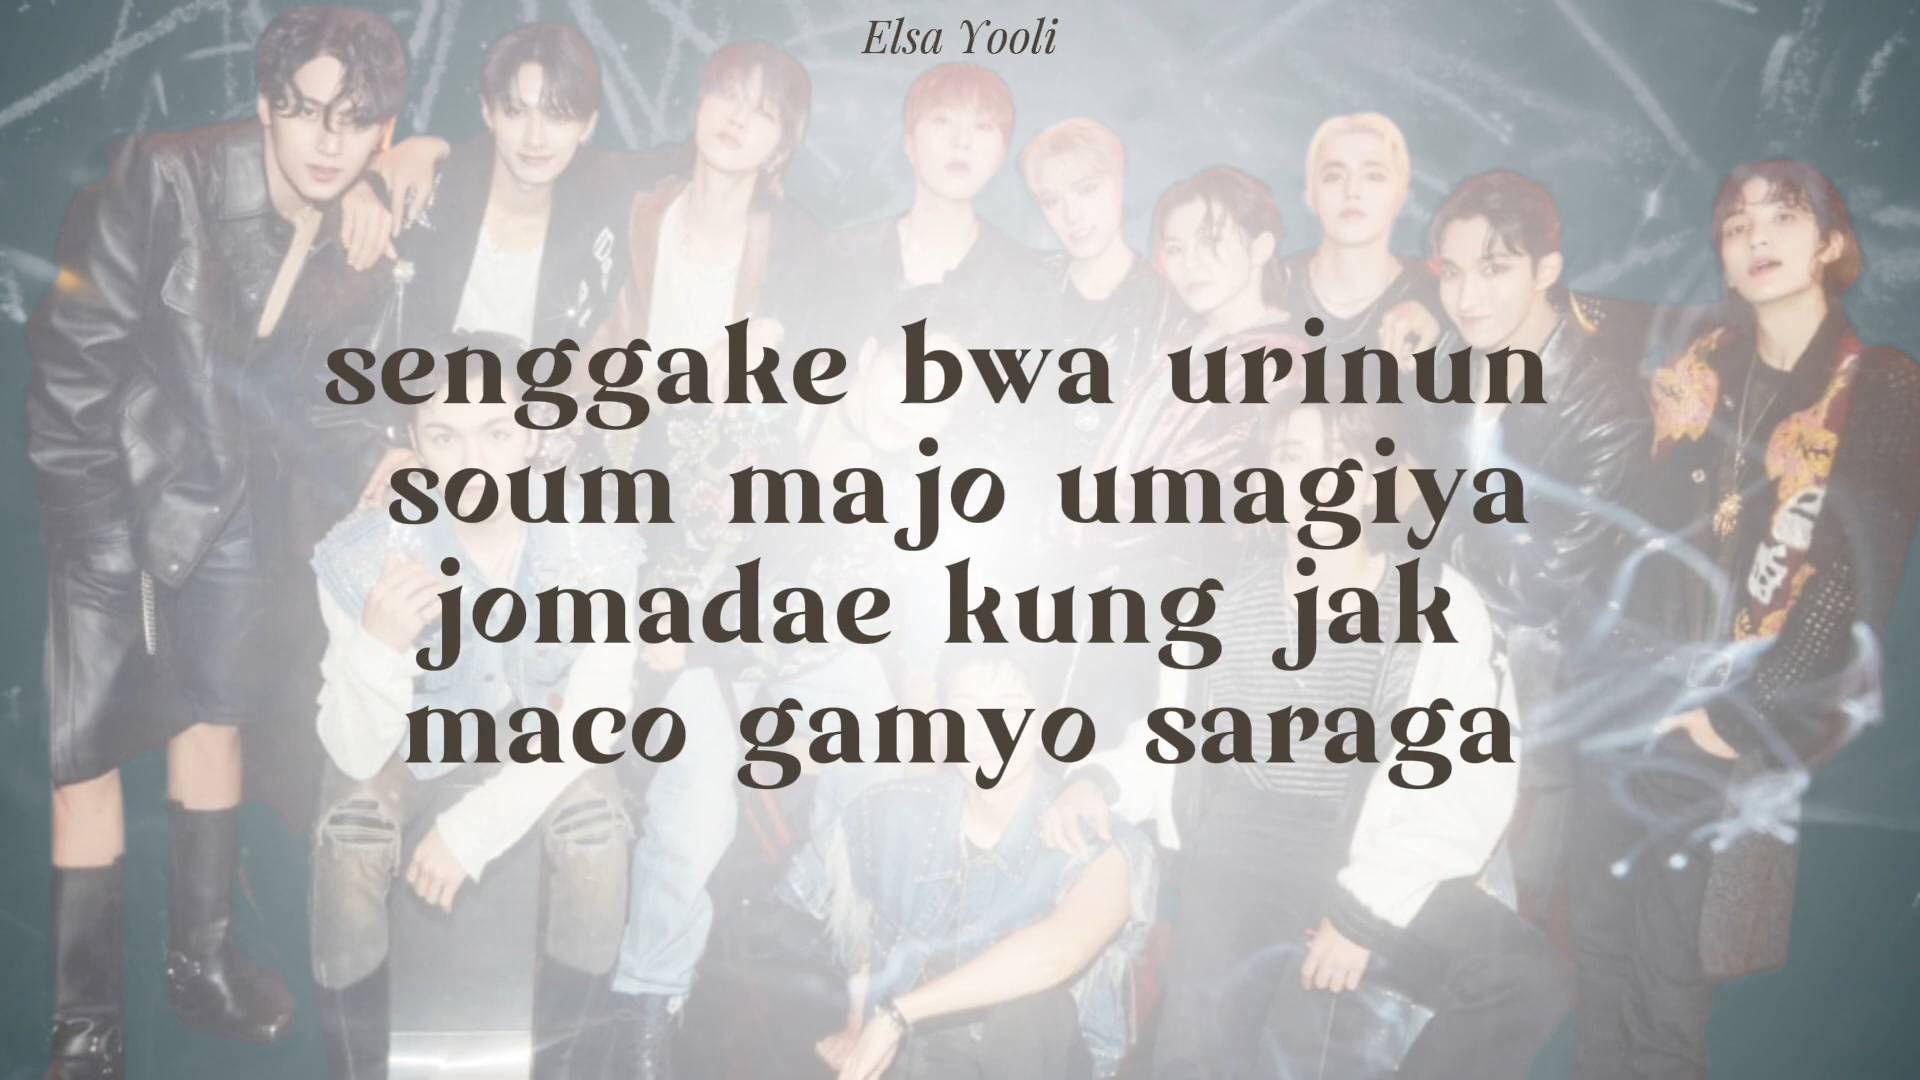 Elsa Yooli
senggake bwa urinun
soum majo umagiya
jomadae kung jak
maco gamyo saraga